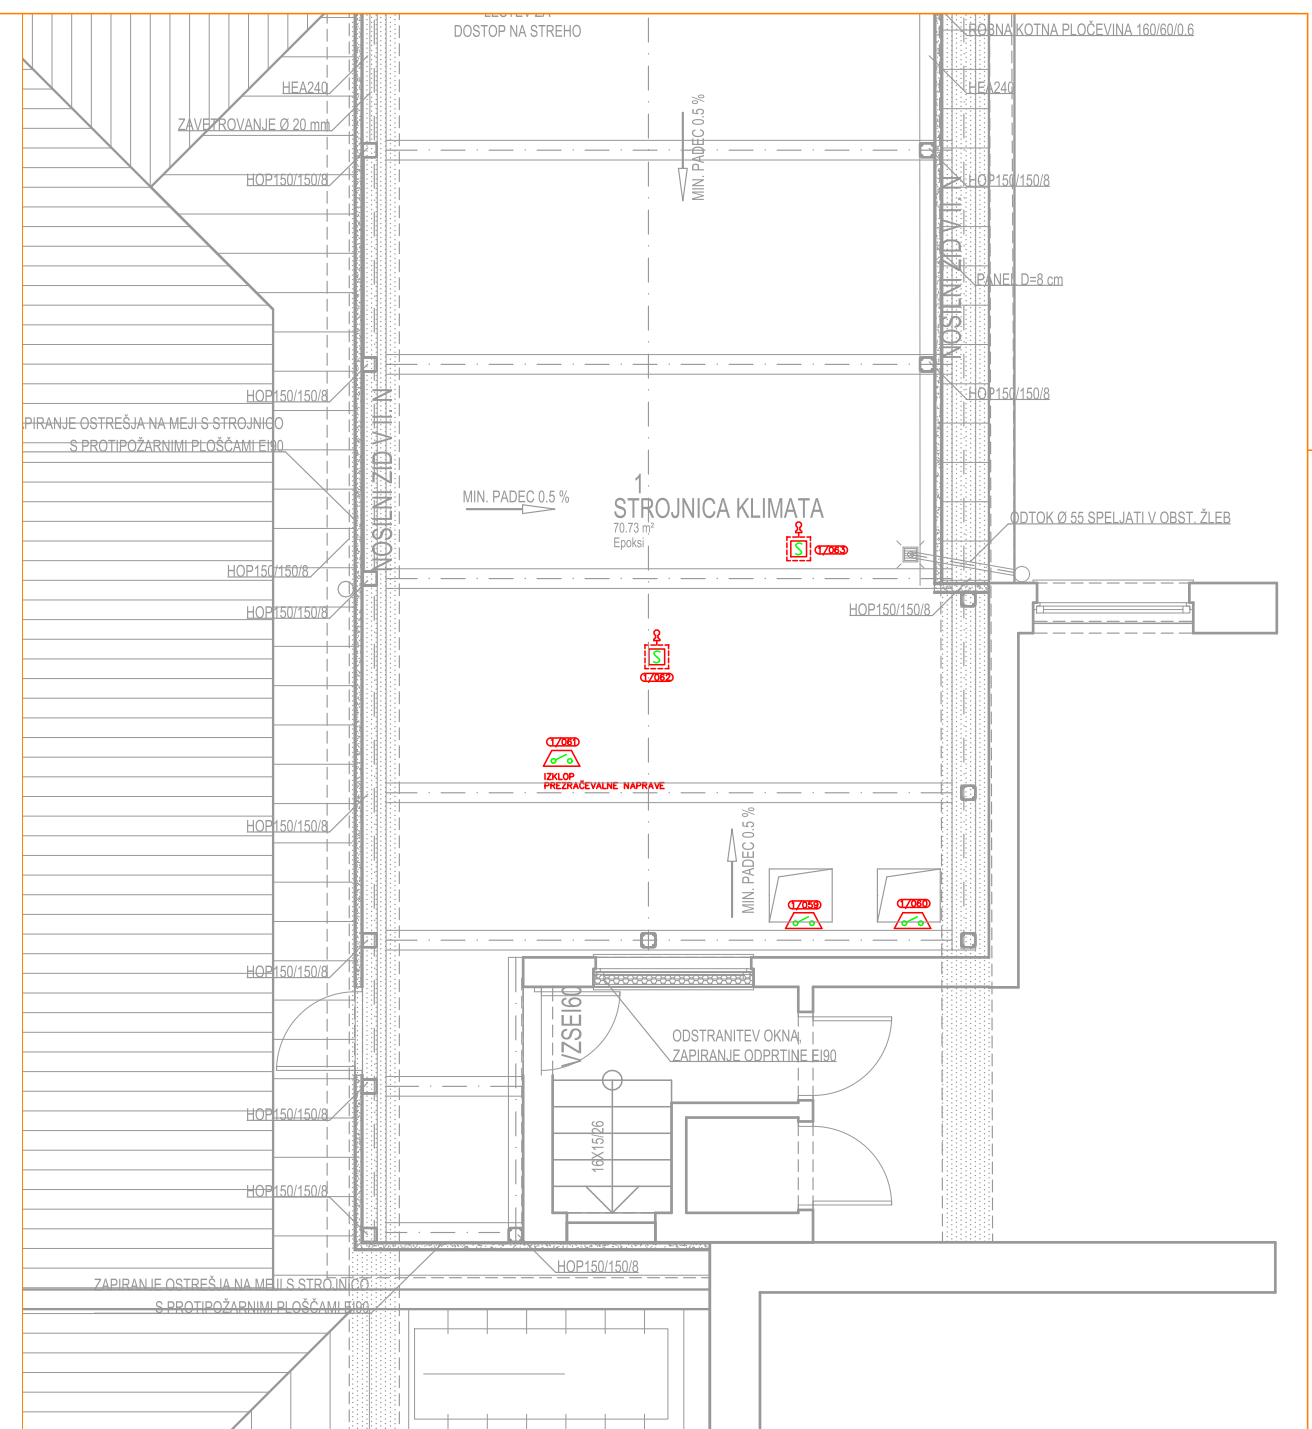 DOSTOP NA STREHO
ROBNA KOTNA PLOČEVINA 160/60/0.6
HEA240
HEA240
ZAVETROVANJE Ø 20 mm
MIN. PADEC 0.5 %
HOP150/150/8
HOP150/150/8
NOSILNI ZID V II. N
PANEL D=8 cm
HOP150/150/8
HOP150/150/8
PIRANJE OSTREŠJA NA MEJI S STROJNICO
S PROTIPOŽARNIMI PLOŠČAMI EI90
NOSILNI ZID V II.N
MIN. PADEC 0.5 %
1
STROJNICA KLIMATA
70.73 m²
Epoksi
ODTOK Ø 55 SPELJATI V OBST. ŽLEB
S
1/063
HOP150/150/8
HOP150/150/8
HOP150/150/8
S
1/062
1/061
IZKLOP
PREZRAČEVALNE NAPRAVE
HOP150/150/8
MIN. PADEC 0.5 %
1/059
1/060
HOP150/150/8
VZSEI60
ODSTRANITEV OKNA,
ZAPIRANJE ODPRTINE EI90
HOP150/150/8
16X15/26
HOP150/150/8
HOP150/150/8
ZAPIRANJE OSTREŠJA NA MEJI S STROJNICO
S PROTIPOŽARNIMI PLOŠČAMI EI90